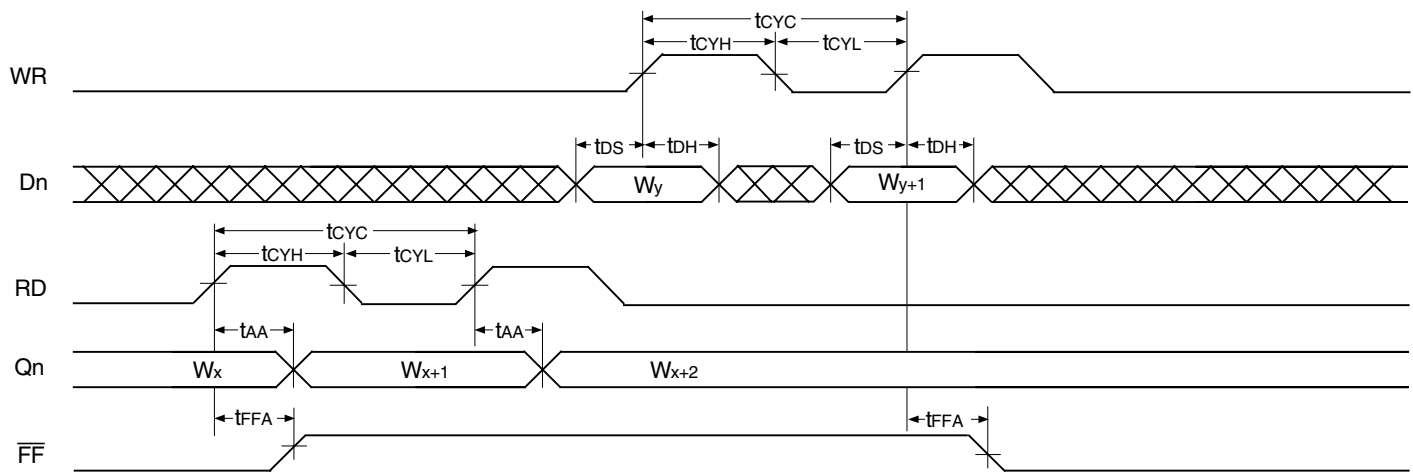 tCYC
tCYH tCYL
WR
tDS tDH tDS tDH
Dn Wy Wy+1
tCYC
tCYH tCYL
RD
tAA tAA
Qn Wx Wx+1 Wx+2
tFFA tFFA
F̅F̅